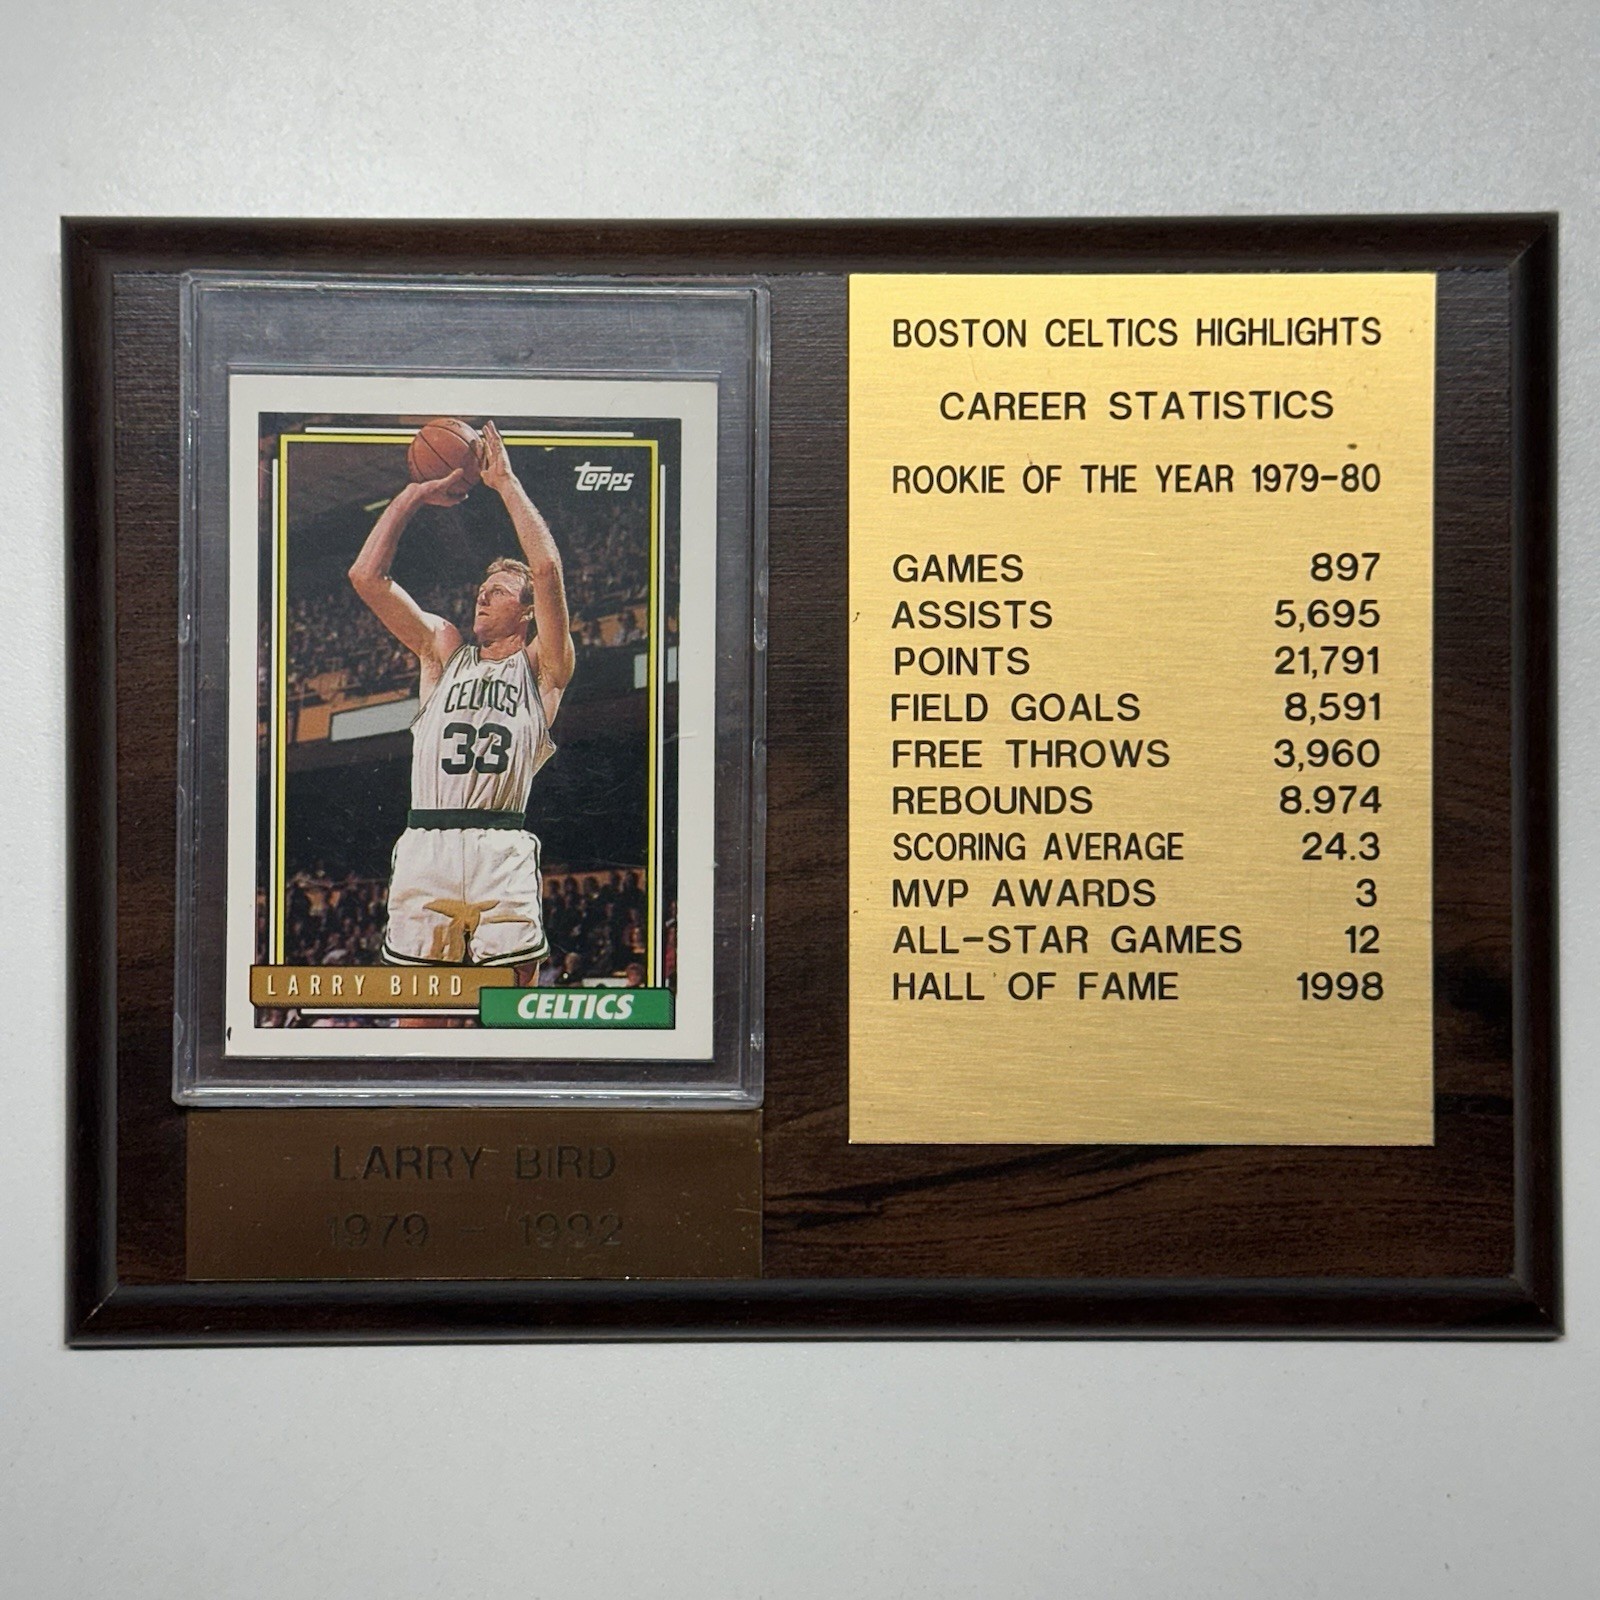 topps
CELTICS
33
LARRY BIRD
CELTICS
LARRY BIRD
1979 - 1992
BOSTON CELTICS HIGHLIGHTS
CAREER STATISTICS
ROOKIE OF THE YEAR 1979-80
GAMES 897
ASSISTS 5,695
POINTS 21,791
FIELD GOALS 8,591
FREE THROWS 3,960
REBOUNDS 8.974
SCORING AVERAGE 24.3
MVP AWARDS 3
ALL-STAR GAMES 12
HALL OF FAME 1998